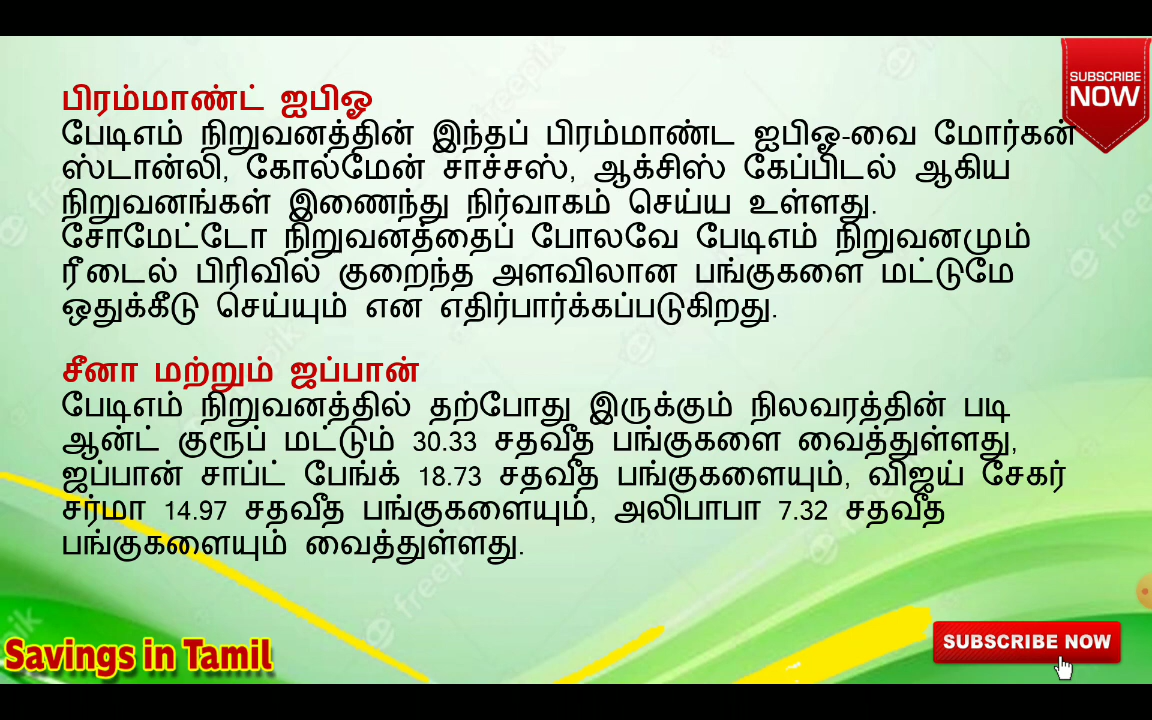 SUBSCRIBE
NOW
பிரம்மாண்ட் ஐபிஓ
பேடிஎம் நிறுவனத்தின் இந்தப் பிரம்மாண்ட ஐபிஓ-வை மோர்கன்
ஸ்டான்லி, கோல்மேன் சாச்சஸ், ஆக்சிஸ் கேப்பிடல் ஆகிய
நிறுவனங்கள் இணைந்து நிர்வாகம் செய்ய உள்ளது.
சோமேட்டோ நிறுவனத்தைப் போலவே பேடிஎம் நிறுவனமும்
ரீடைல் பிரிவில் குறைந்த அளவிலான பங்குகளை மட்டுமே
ஒதுக்கீடு செய்யும் என எதிர்பார்க்கப்படுகிறது.
சீனா மற்றும் ஜப்பான்
பேடிஎம் நிறுவனத்தில் தற்போது இருக்கும் நிலவரத்தின் படி
ஆன்ட் குரூப் மட்டும் 30.33 சதவீத பங்குகளை வைத்துள்ளது,
ஜப்பான் சாப்ட் பேங்க் 18.73 சதவீத பங்குகளையும், விஜய் சேகர்
சர்மா 14.97 சதவீத பங்குகளையும், அலிபாபா 7.32 சதவீத
பங்குகளையும் வைத்துள்ளது.
Savings in Tamil
SUBSCRIBE NOW